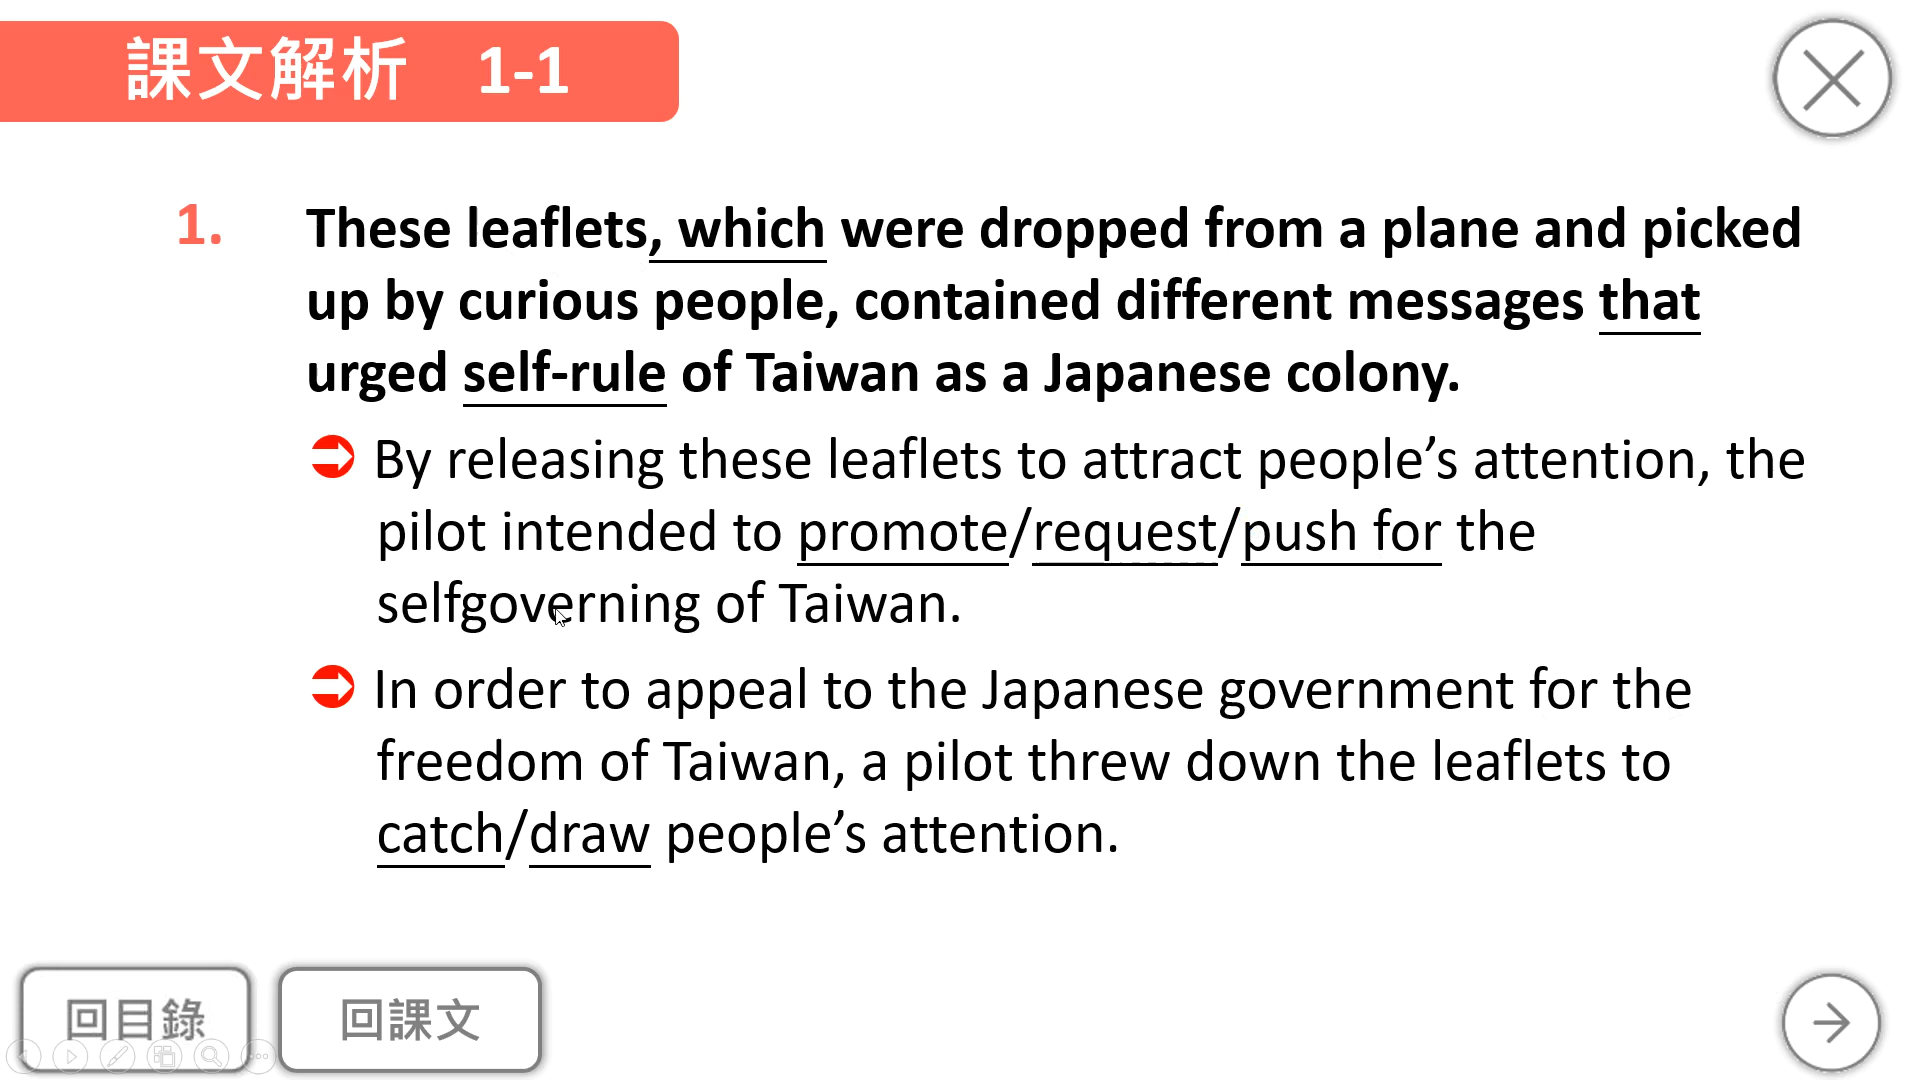 課文解析 1-1
1. These leaflets, which were dropped from a plane and picked
up by curious people, contained different messages that
urged self-rule of Taiwan as a Japanese colony.
By releasing these leaflets to attract people’s attention, the
pilot intended to promote/request/push for the
selfgoverning of Taiwan.
In order to appeal to the Japanese government for the
freedom of Taiwan, a pilot threw down the leaflets to
catch/draw people’s attention.
回目錄 回課文